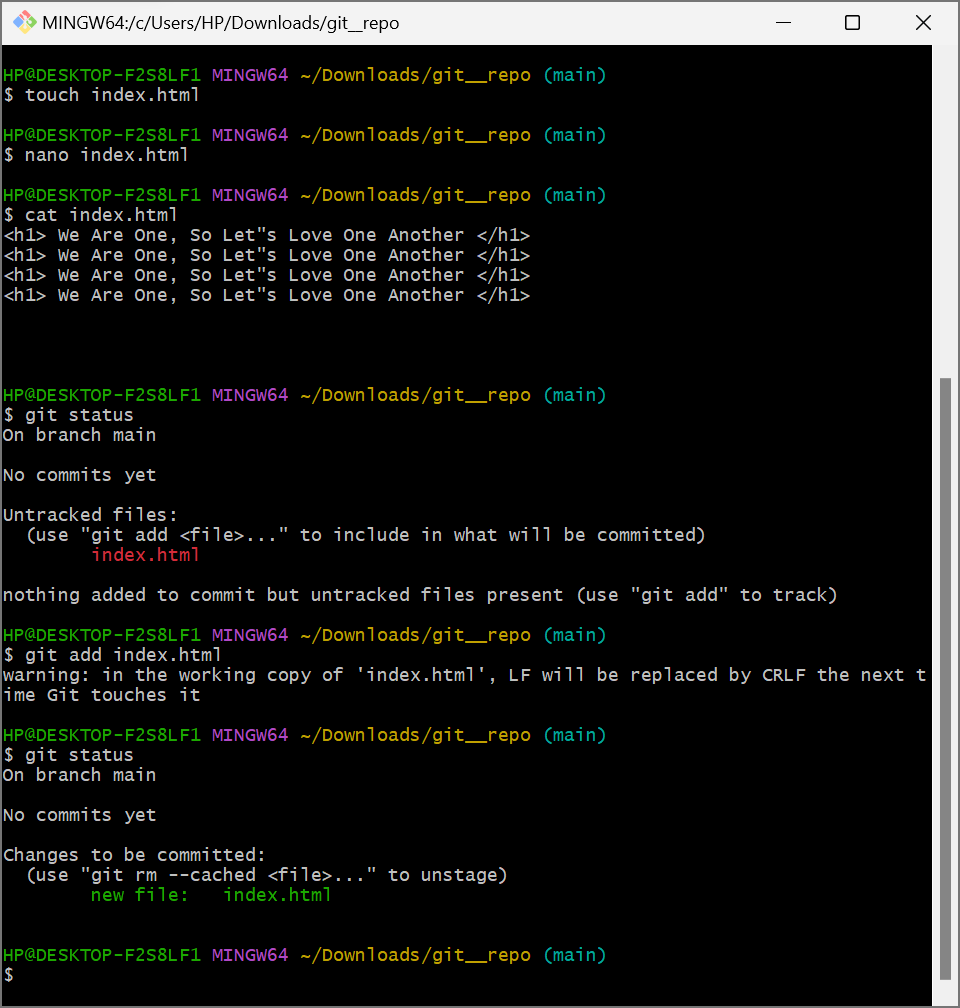 MINGW64:/c/Users/HP/Downloads/git__repo
HP@DESKTOP-F2S8LF1 MINGW64 ~/Downloads/git__repo (main)
$ touch index.html
HP@DESKTOP-F2S8LF1 MINGW64 ~/Downloads/git__repo (main)
$ nano index.html
HP@DESKTOP-F2S8LF1 MINGW64 ~/Downloads/git__repo (main)
$ cat index.html
<h1> We Are One, So Let"s Love One Another </h1>
<h1> We Are One, So Let"s Love One Another </h1>
<h1> We Are One, So Let"s Love One Another </h1>
<h1> We Are One, So Let"s Love One Another </h1>
HP@DESKTOP-F2S8LF1 MINGW64 ~/Downloads/git__repo (main)
$ git status
On branch main
No commits yet
Untracked files:
  (use "git add <file>..." to include in what will be committed)
        index.html
nothing added to commit but untracked files present (use "git add" to track)
HP@DESKTOP-F2S8LF1 MINGW64 ~/Downloads/git__repo (main)
$ git add index.html
warning: in the working copy of 'index.html', LF will be replaced by CRLF the next t
ime Git touches it
HP@DESKTOP-F2S8LF1 MINGW64 ~/Downloads/git__repo (main)
$ git status
On branch main
No commits yet
Changes to be committed:
  (use "git rm --cached <file>..." to unstage)
        new file:   index.html
HP@DESKTOP-F2S8LF1 MINGW64 ~/Downloads/git__repo (main)
$